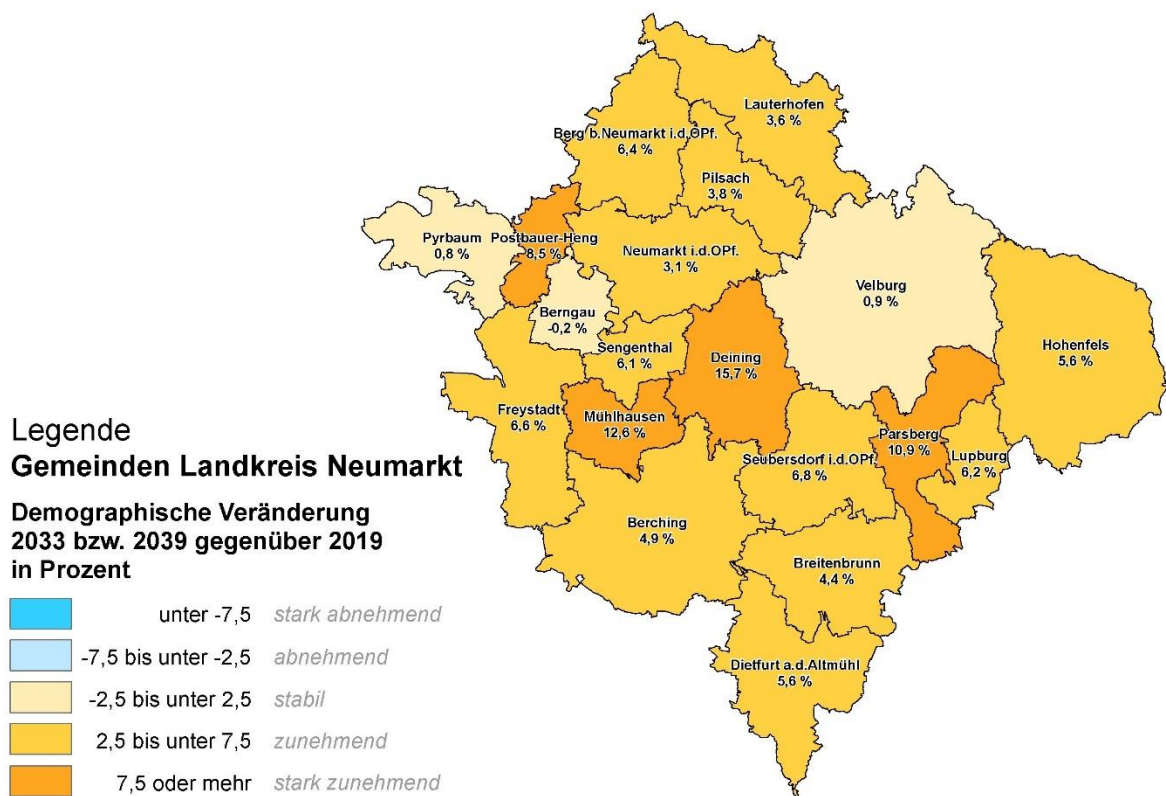 Lauterhofen
3,6 %
Berg b.Neumarkt i.d.OPf.
6,4 %
Pilsach
3,8 %
Pyrbaum
0,8 %
Postbauer-Heng
8,5 %
Neumarkt i.d.OPf.
3,1 %
Velburg
0,9 %
Berngau
-0,2 %
Hohenfels
5,6 %
Sengenthal
6,1 %
Deining
15,7 %
Freystadt
6,6 %
Mühlhausen
12,6 %
Parsberg
10,9 %
Lupburg
6,2 %
Seubersdorf i.d.OPf.
6,8 %
Berching
4,9 %
Breitenbrunn
4,4 %
Dietfurt a.d.Altmühl
5,6 %
Legende
Gemeinden Landkreis Neumarkt
Demographische Veränderung
2033 bzw. 2039 gegenüber 2019
in Prozent
unter -7,5 stark abnehmend
-7,5 bis unter -2,5 abnehmend
-2,5 bis unter 2,5 stabil
2,5 bis unter 7,5 zunehmend
7,5 oder mehr stark zunehmend